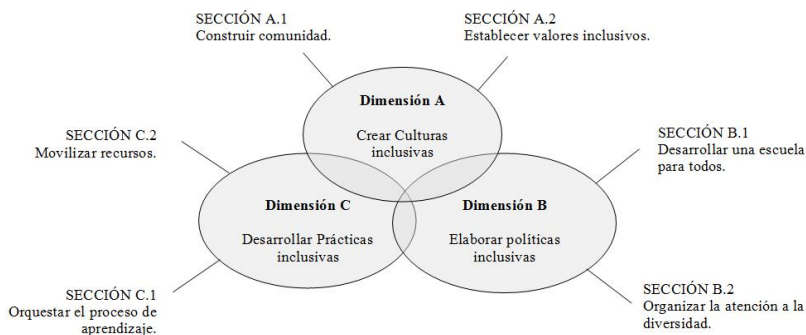 SECCIÓN A.1
Construir comunidad.
SECCIÓN A.2
Establecer valores inclusivos.
Dimensión A
Crear Culturas
inclusivas
SECCIÓN C.2
Movilizar recursos.
SECCIÓN B.1
Desarrollar una escuela
para todos.
Dimensión C
Desarrollar Prácticas
inclusivas
Dimensión B
Elaborar políticas
inclusivas
SECCIÓN C.1
Orquestar el proceso de
aprendizaje.
SECCIÓN B.2
Organizar la atención a la
diversidad.